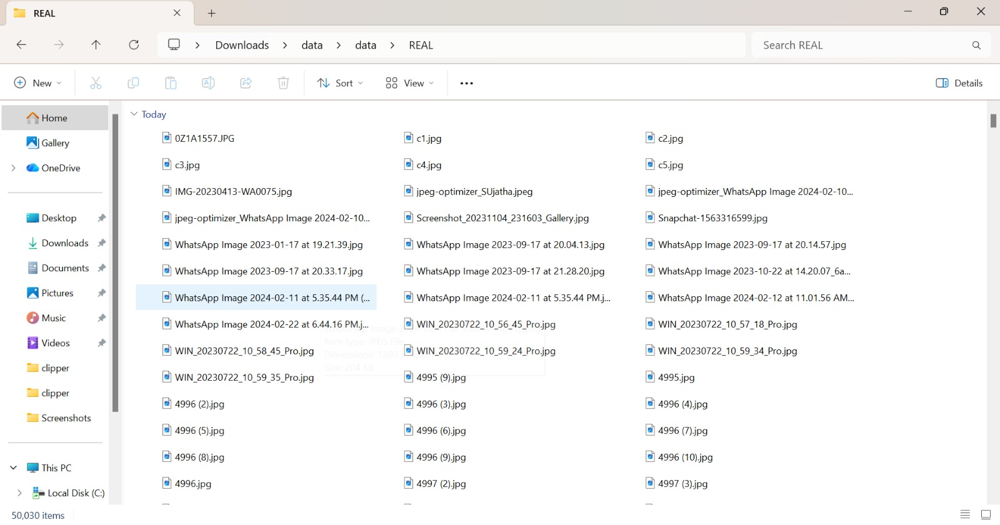 REAL
Downloads > data > data > REAL
Search REAL
New
Sort
View
Details
Home
Gallery
OneDrive
Desktop
Downloads
Documents
Pictures
Music
Videos
clipper
clipper
Screenshots
This PC
Local Disk (C:)
Today
0Z1A1557.JPG c1.jpg c2.jpg
c3.jpg c4.jpg c5.jpg
IMG-20230413-WA0075.jpg jpeg-optimizer_SUjatha.jpeg jpeg-optimizer_WhatsApp Image 2024-02-10...
jpeg-optimizer_WhatsApp Image 2024-02-10... Screenshot_20231104_231603_Gallery.jpg Snapchat-1563316599.jpg
WhatsApp Image 2023-01-17 at 19.21.39.jpg WhatsApp Image 2023-09-17 at 20.04.13.jpg WhatsApp Image 2023-09-17 at 20.14.57.jpg
WhatsApp Image 2023-09-17 at 20.33.17.jpg WhatsApp Image 2023-09-17 at 21.28.20.jpg WhatsApp Image 2023-10-22 at 14.20.07_6a...
WhatsApp Image 2024-02-11 at 5.35.44 PM (... WhatsApp Image 2024-02-11 at 5.35.44 PM.j... WhatsApp Image 2024-02-12 at 11.01.56 AM...
WhatsApp Image 2024-02-22 at 6.44.16 PM.j... WIN_20230722_10_56_45_Pro.jpg WIN_20230722_10_57_18_Pro.jpg
Item type: JPEG File
WIN_20230722_10_58_45_Pro.jpg WIN_20230722_10_59_24_Pro.jpg WIN_20230722_10_59_34_Pro.jpg
Dimensions: 1200
Size: 204 KB
WIN_20230722_10_59_35_Pro.jpg 4995 (9).jpg 4995.jpg
4996 (2).jpg 4996 (3).jpg 4996 (4).jpg
4996 (5).jpg 4996 (6).jpg 4996 (7).jpg
4996 (8).jpg 4996 (9).jpg 4996 (10).jpg
4996.jpg 4997 (2).jpg 4997 (3).jpg
50,030 items